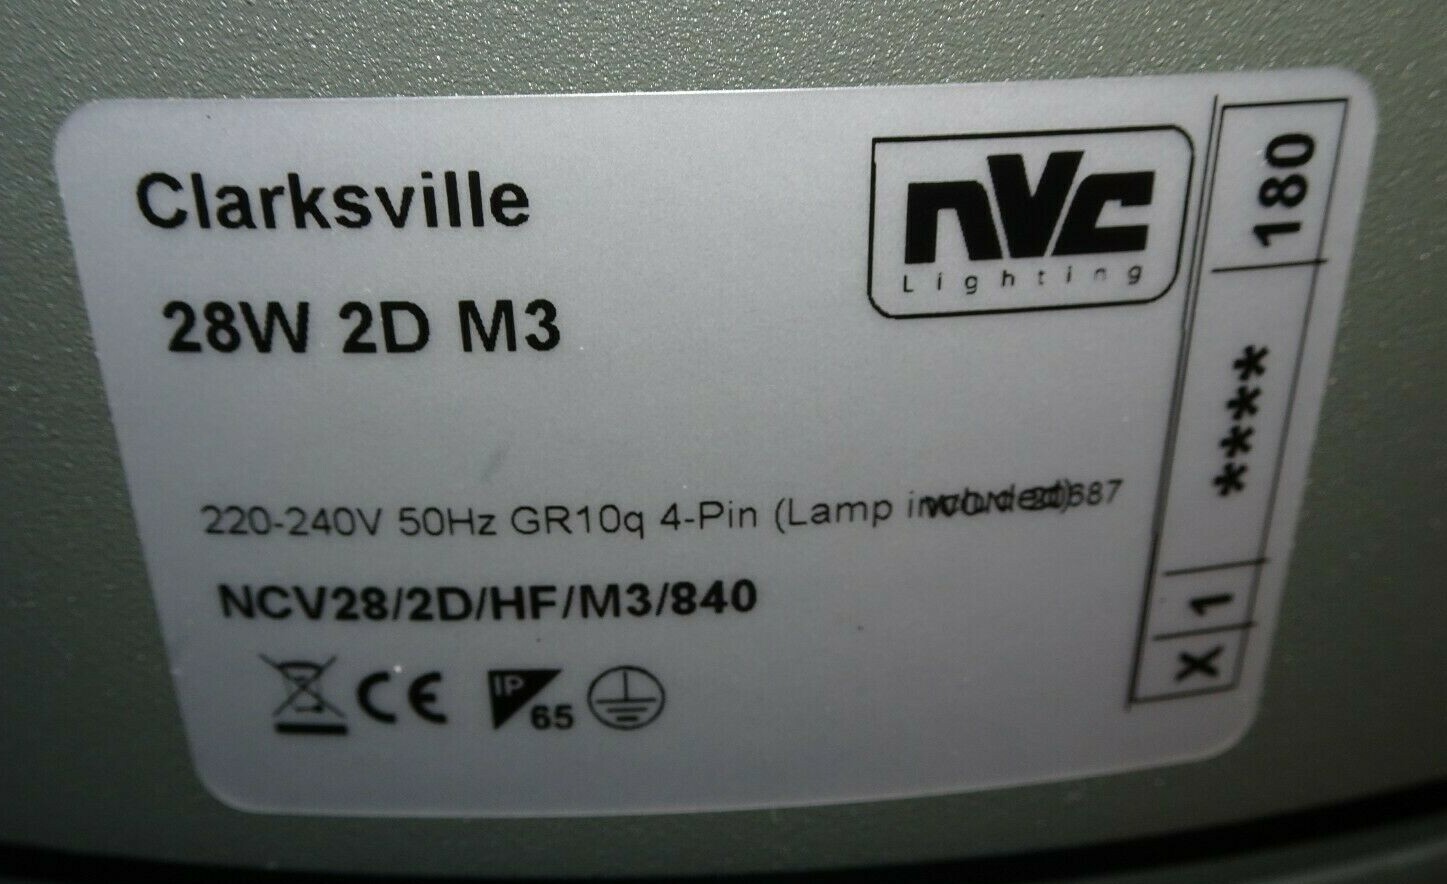 Clarksville
nVc
Lighting
28W 2D M3
220-240V 50Hz GR10q 4-Pin (Lamp included)
NCV28/2D/HF/M3/840
IP
65
CE
X 1 **** 180